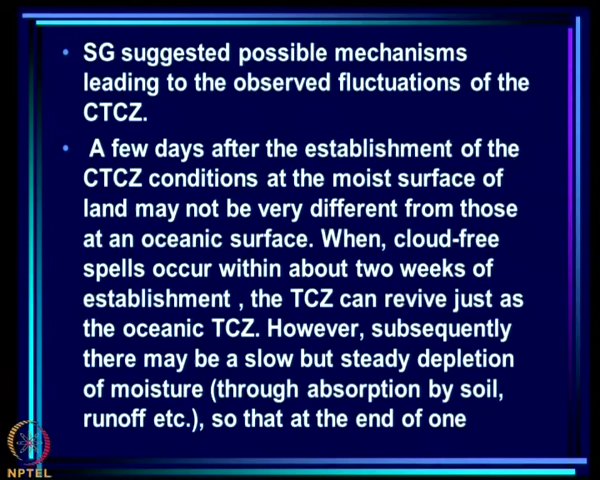 • SG suggested possible mechanisms
leading to the observed fluctuations of the
CTCZ.
• A few days after the establishment of the
CTCZ conditions at the moist surface of
land may not be very different from those
at an oceanic surface. When, cloud-free
spells occur within about two weeks of
establishment , the TCZ can revive just as
the oceanic TCZ. However, subsequently
there may be a slow but steady depletion
of moisture (through absorption by soil,
runoff etc.), so that at the end of one
NPTEL